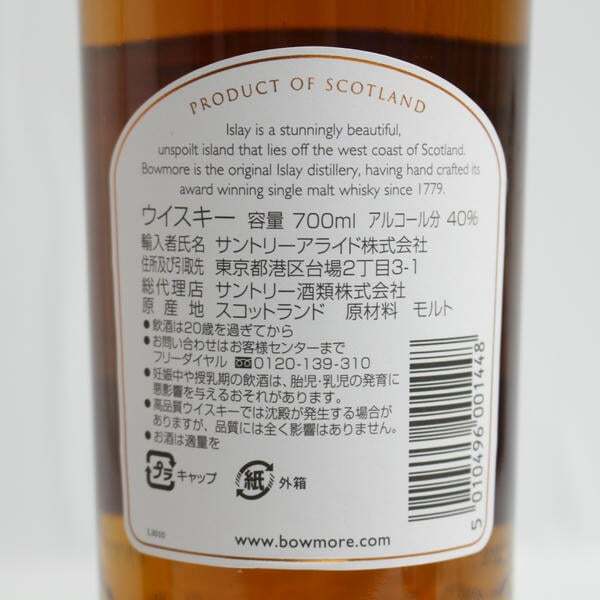 PRODUCT OF SCOTLAND
Islay is a stunningly beautiful,
unspoilt island that lies off the west coast of Scotland.
Bowmore is the original Islay distillery, having hand crafted its
award winning single malt whisky since 1779.
ウイスキー 容量 700ml アルコール分 40%
輸入者氏名 サントリーアライド株式会社
住所及び引取先 東京都港区台場2丁目3-1
総代理店 サントリー酒類株式会社
原産地 スコットランド 原材料 モルト
●飲酒は20歳を過ぎてから
●お問い合わせはお客様センターまで
フリーダイヤル 0120-139-310
●妊娠中や授乳期の飲酒は、胎児・乳児の発育に
悪影響を与えるおそれがあります。
●高品質ウイスキーでは沈殿が発生する場合が
ありますが、品質には全く影響はありません。
●お酒は適量を
プラ キャップ 紙 外箱
5 010496 001448
www.bowmore.com